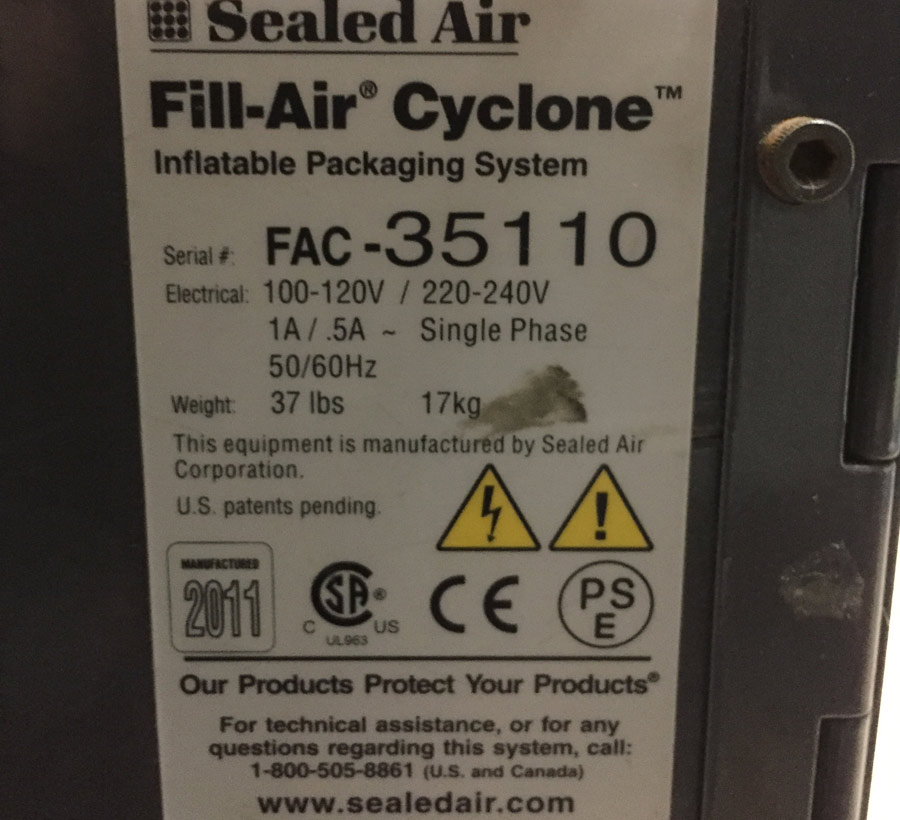 Sealed Air
Fill-Air® Cyclone™
Inflatable Packaging System
Serial #: FAC-35110
Electrical: 100-120V / 220-240V
1A / .5A ~ Single Phase
50/60Hz
Weight: 37 lbs 17kg
This equipment is manufactured by Sealed Air
Corporation.
U.S. patents pending.
MANUFACTURED
2011
SA®
C US
UL963
CE
PS
E
Our Products Protect Your Products®
For technical assistance, or for any
questions regarding this system, call:
1-800-505-8861 (U.S. and Canada)
www.sealedair.com